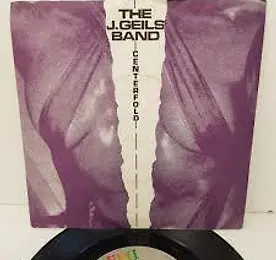 THE
J.GEILS
BAND
CENTERFOLD